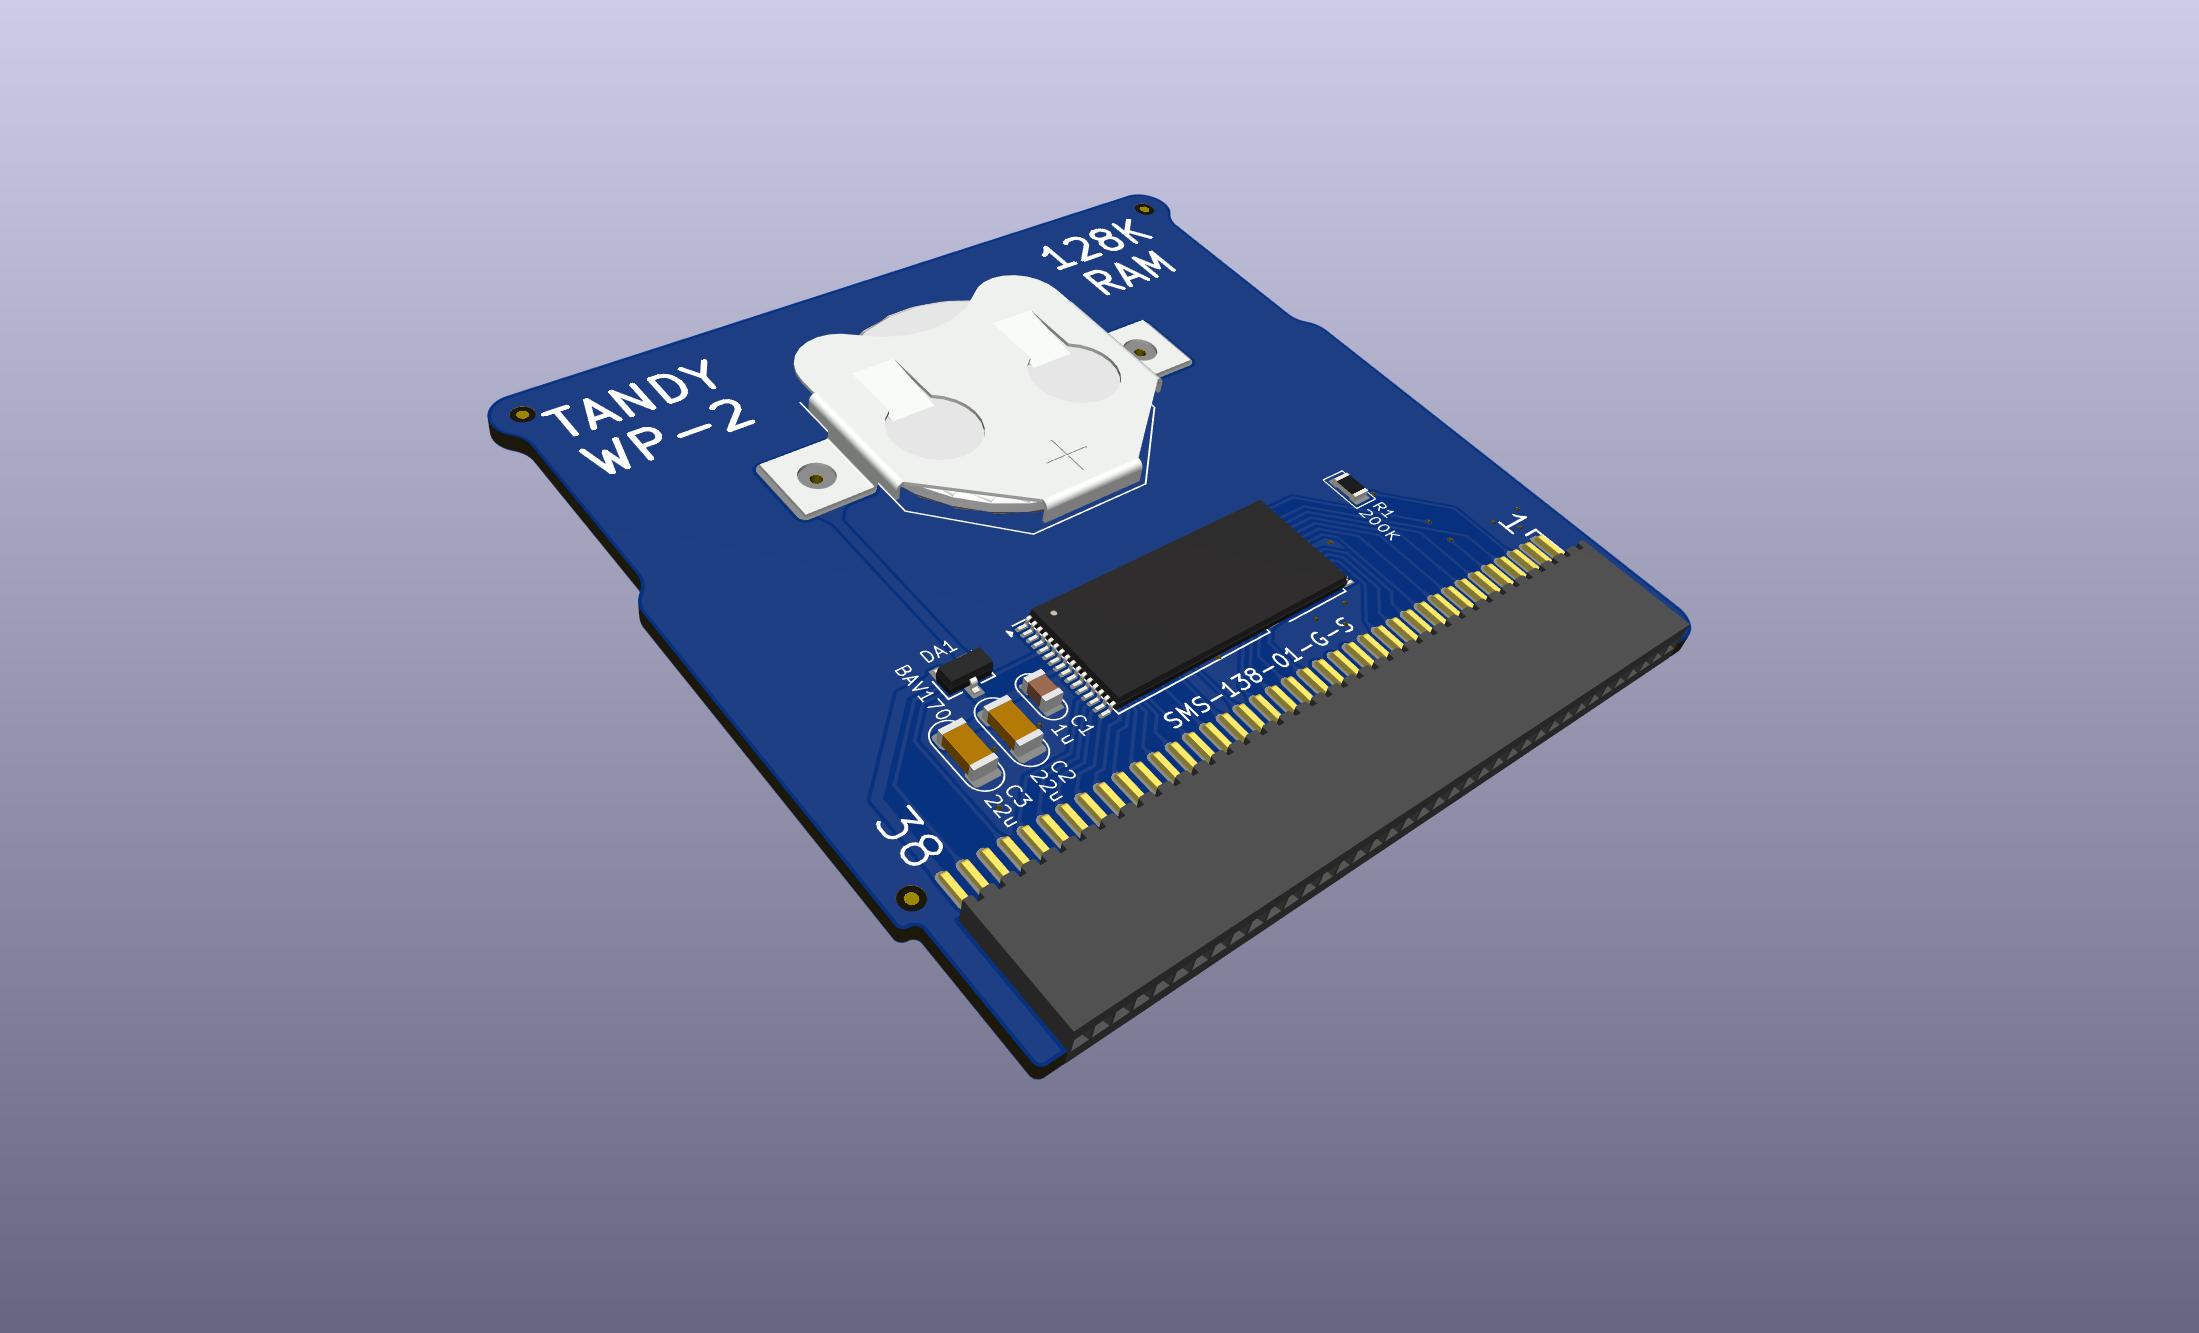 128K
RAM
TANDY
WP-2
R1
200K
1
SMS-138-01-G-S
DA1
BAV170
C1
1u
C2
22u
C3
22u
38